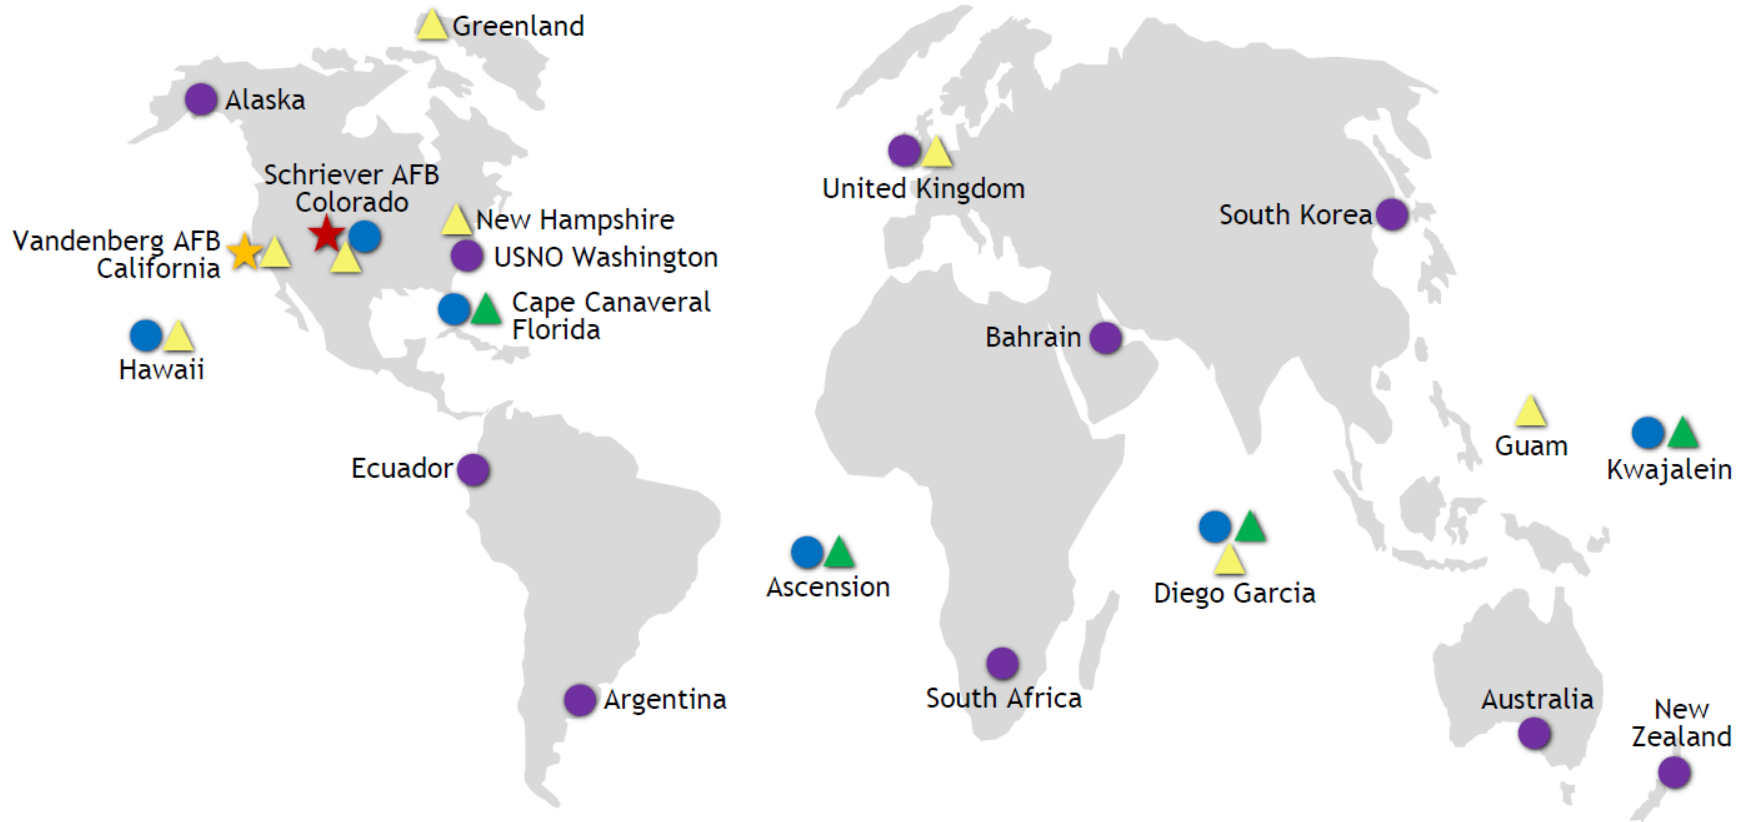 Greenland
Alaska
Schriever AFB
Colorado
United Kingdom
New Hampshire
South Korea
Vandenberg AFB
California
USNO Washington
Cape Canaveral
Florida
Bahrain
Hawaii
Guam
Ecuador
Kwajalein
Ascension
Diego Garcia
South Africa
Argentina
Australia
New
Zealand